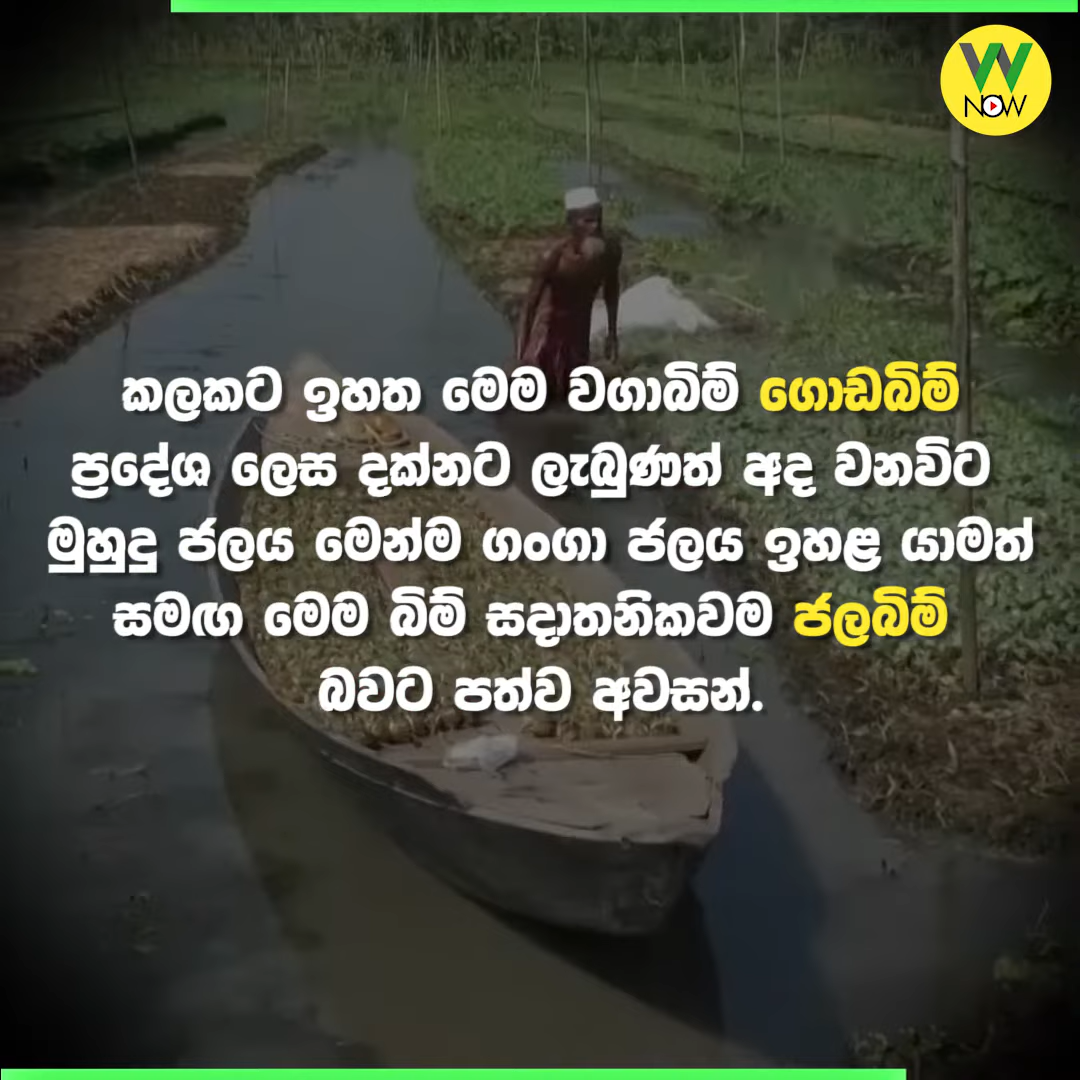 W
NOW
කලකට ඉහත මෙම වගාබිම් ගොඩබිම්
ප්‍රදේශ ලෙස දක්නට ලැබුණත් අද වනවිට
මුහුදු ජලය මෙන්ම ගංගා ජලය ඉහළ යාමත්
සමඟ මෙම බිම් සදාතනිකවම ජලබිම්
බවට පත්ව අවසන්.